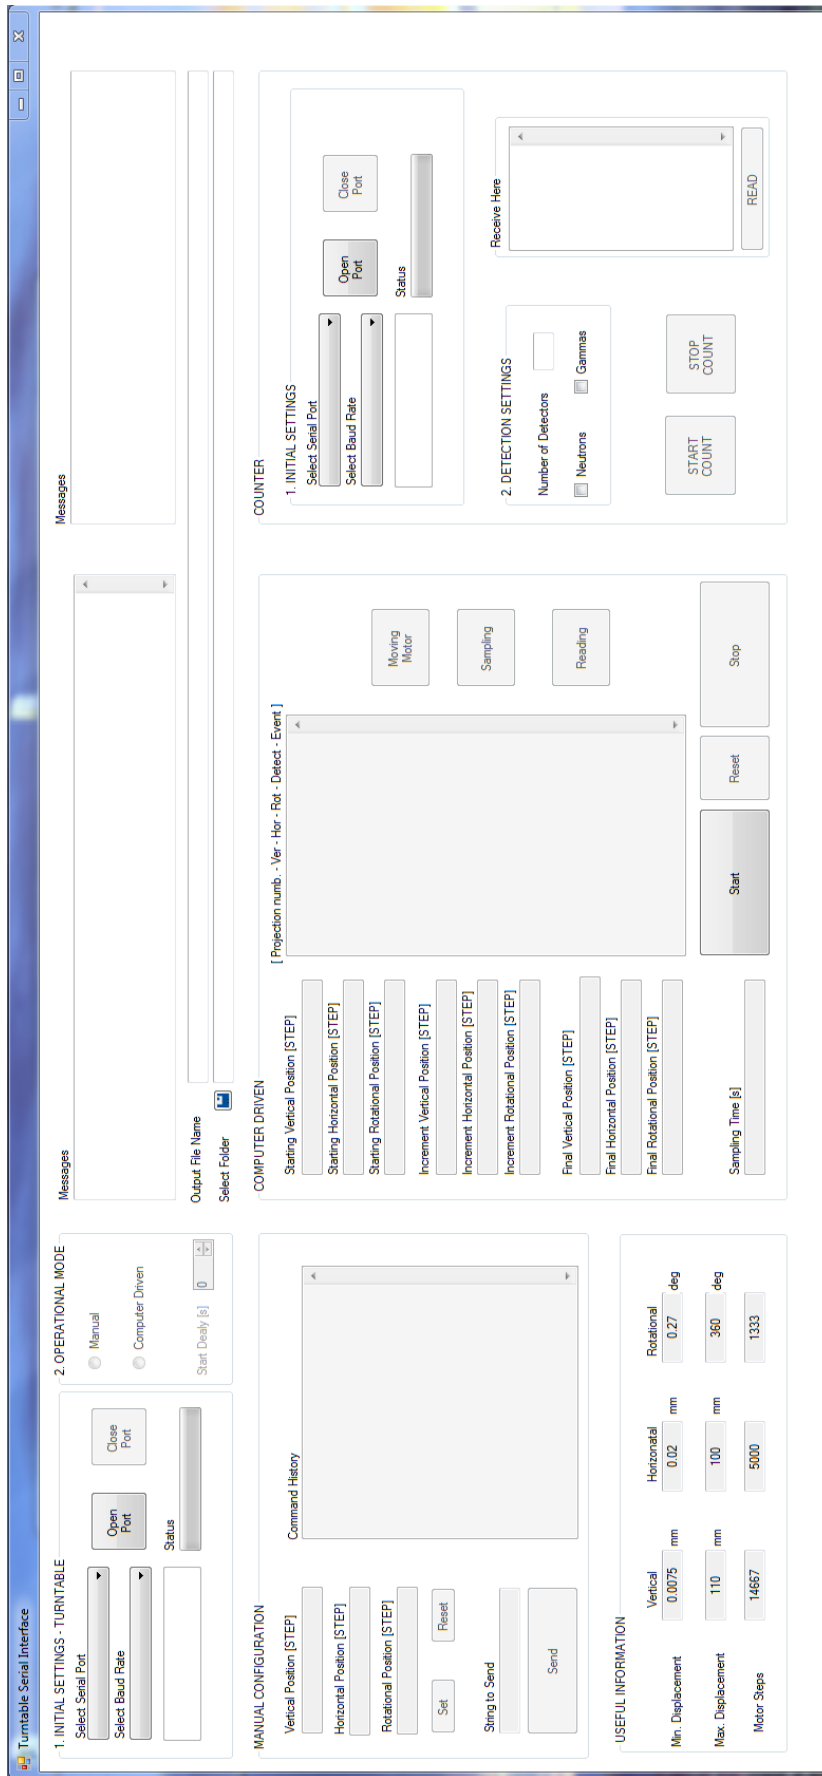 Turntable Serial Interface
1. INITIAL SETTINGS - TURNTABLE
Select Serial Port
Select Baud Rate
Open
Port
Close
Port
Status
2. OPERATIONAL MODE
Manual
Computer Driven
Start Dealy [s]
0
Messages
Messages
Output File Name
Select Folder
MANUAL CONFIGURATION
Vertical Position [STEP]
Horizontal Position [STEP]
Rotational Position [STEP]
Set
Reset
String to Send
Send
Command History
USEFUL INFORMATION
Vertical Horizonatal Rotational
Min. Displacement 0.0075 mm 0.02 mm 0.27 deg
Max. Displacement 110 mm 100 mm 360 deg
Motor Steps 14667 5000 1333
COMPUTER DRIVEN
Starting Vertical Position [STEP]
Starting Horizontal Position [STEP]
Starting Rotational Position [STEP]
Increment Vertical Position [STEP]
Increment Horizontal Position [STEP]
Increment Rotational Position [STEP]
Final Vertical Position [STEP]
Final Horizontal Position [STEP]
Final Rotational Position [STEP]
Sampling Time [s]
[ Projection numb. - Ver - Hor - Rot - Detect - Event ]
Moving
Motor
Sampling
Reading
Start
Reset
Stop
COUNTER
1. INITIAL SETTINGS
Select Serial Port
Select Baud Rate
Open
Port
Close
Port
Status
2. DETECTION SETTINGS
Number of Detectors
Neutrons
Gammas
START
COUNT
STOP
COUNT
Receive Here
READ